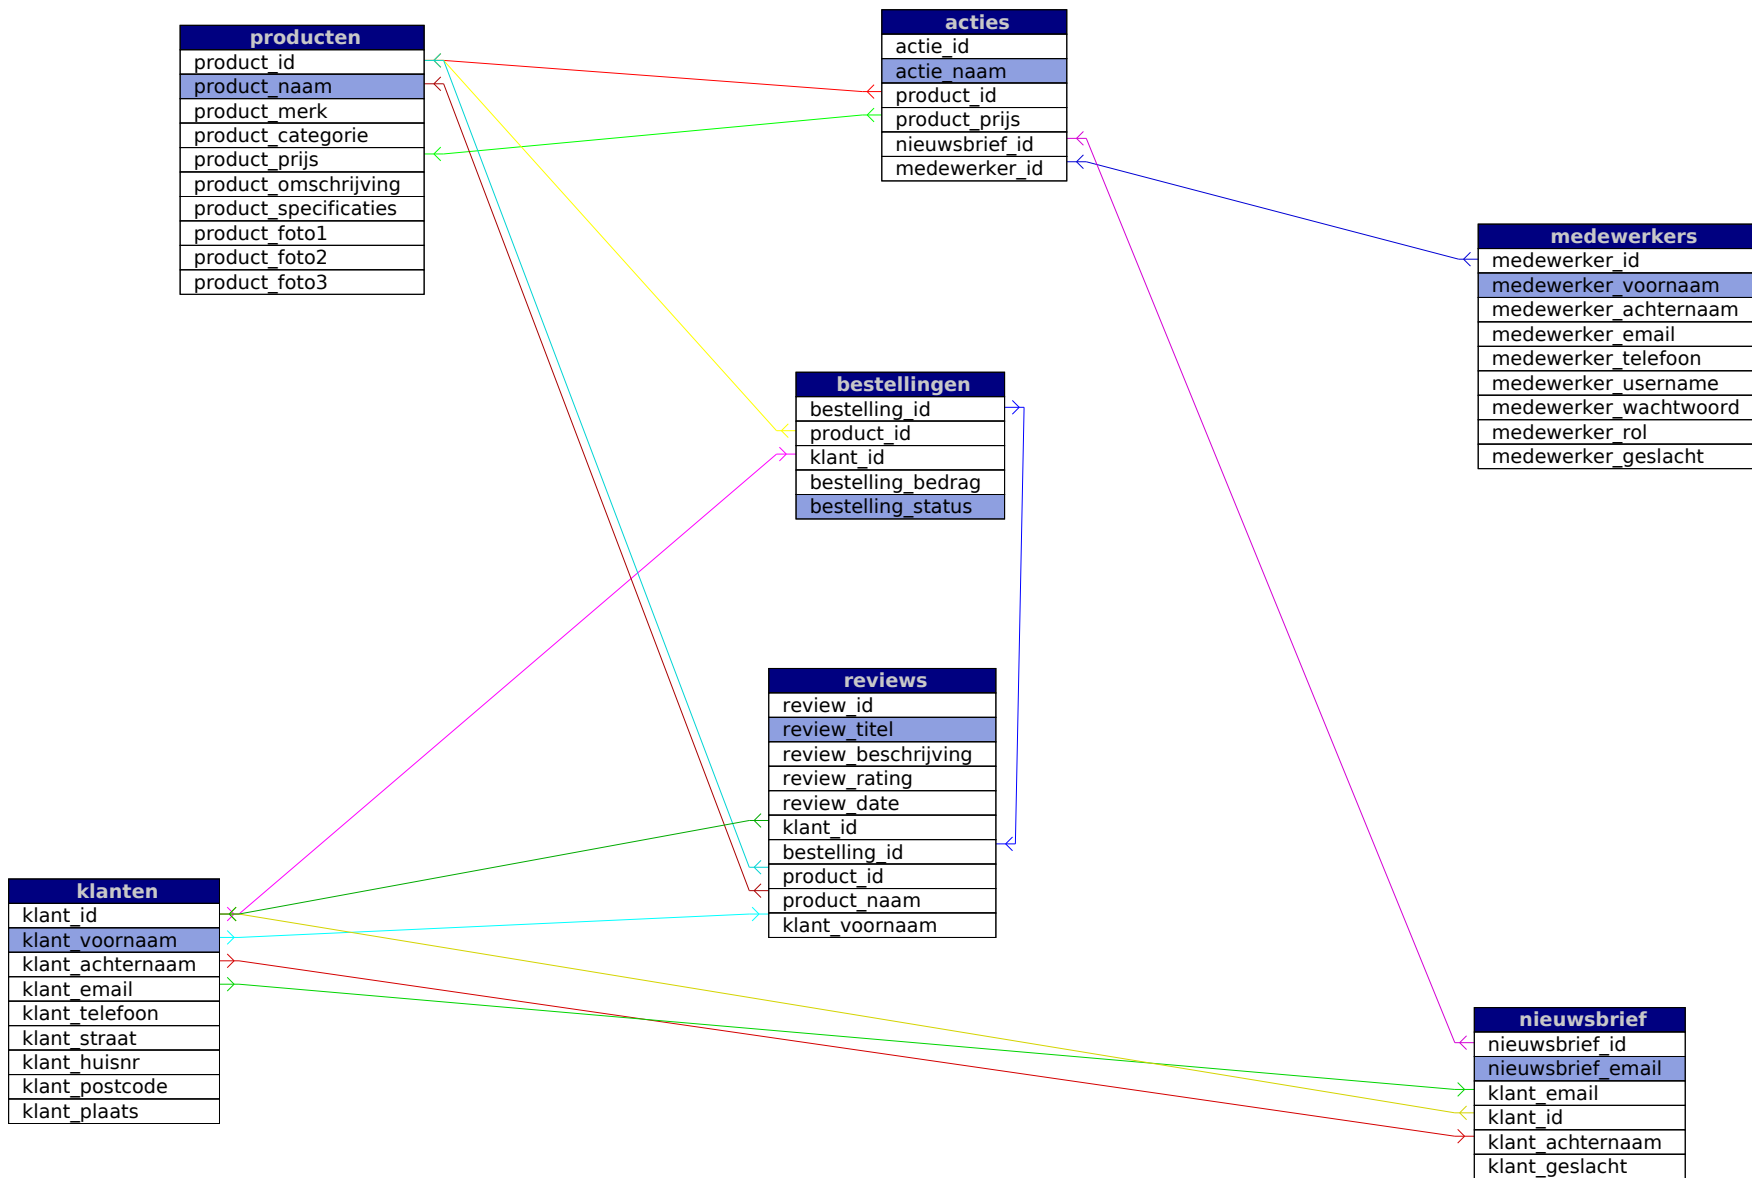 producten
product_id
product_naam
product_merk
product_categorie
product_prijs
product_omschrijving
product_specificaties
product_foto1
product_foto2
product_foto3
acties
actie_id
actie_naam
product_id
product_prijs
nieuwsbrief_id
medewerker_id
medewerkers
medewerker_id
medewerker_voornaam
medewerker_achternaam
medewerker_email
medewerker_telefoon
medewerker_username
medewerker_wachtwoord
medewerker_rol
medewerker_geslacht
bestellingen
bestelling_id
product_id
klant_id
bestelling_bedrag
bestelling_status
reviews
review_id
review_titel
review_beschrijving
review_rating
review_date
klant_id
bestelling_id
product_id
product_naam
klant_voornaam
klanten
klant_id
klant_voornaam
klant_achternaam
klant_email
klant_telefoon
klant_straat
klant_huisnr
klant_postcode
klant_plaats
nieuwsbrief
nieuwsbrief_id
nieuwsbrief_email
klant_email
klant_id
klant_achternaam
klant_geslacht